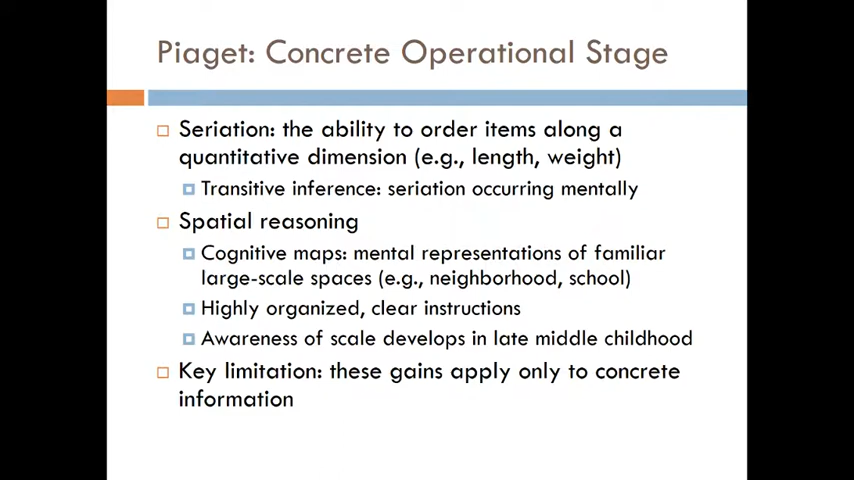 Piaget: Concrete Operational Stage
Seriation: the ability to order items along a
quantitative dimension (e.g., length, weight)
Transitive inference: seriation occurring mentally
Spatial reasoning
Cognitive maps: mental representations of familiar
large-scale spaces (e.g., neighborhood, school)
Highly organized, clear instructions
Awareness of scale develops in late middle childhood
Key limitation: these gains apply only to concrete
information